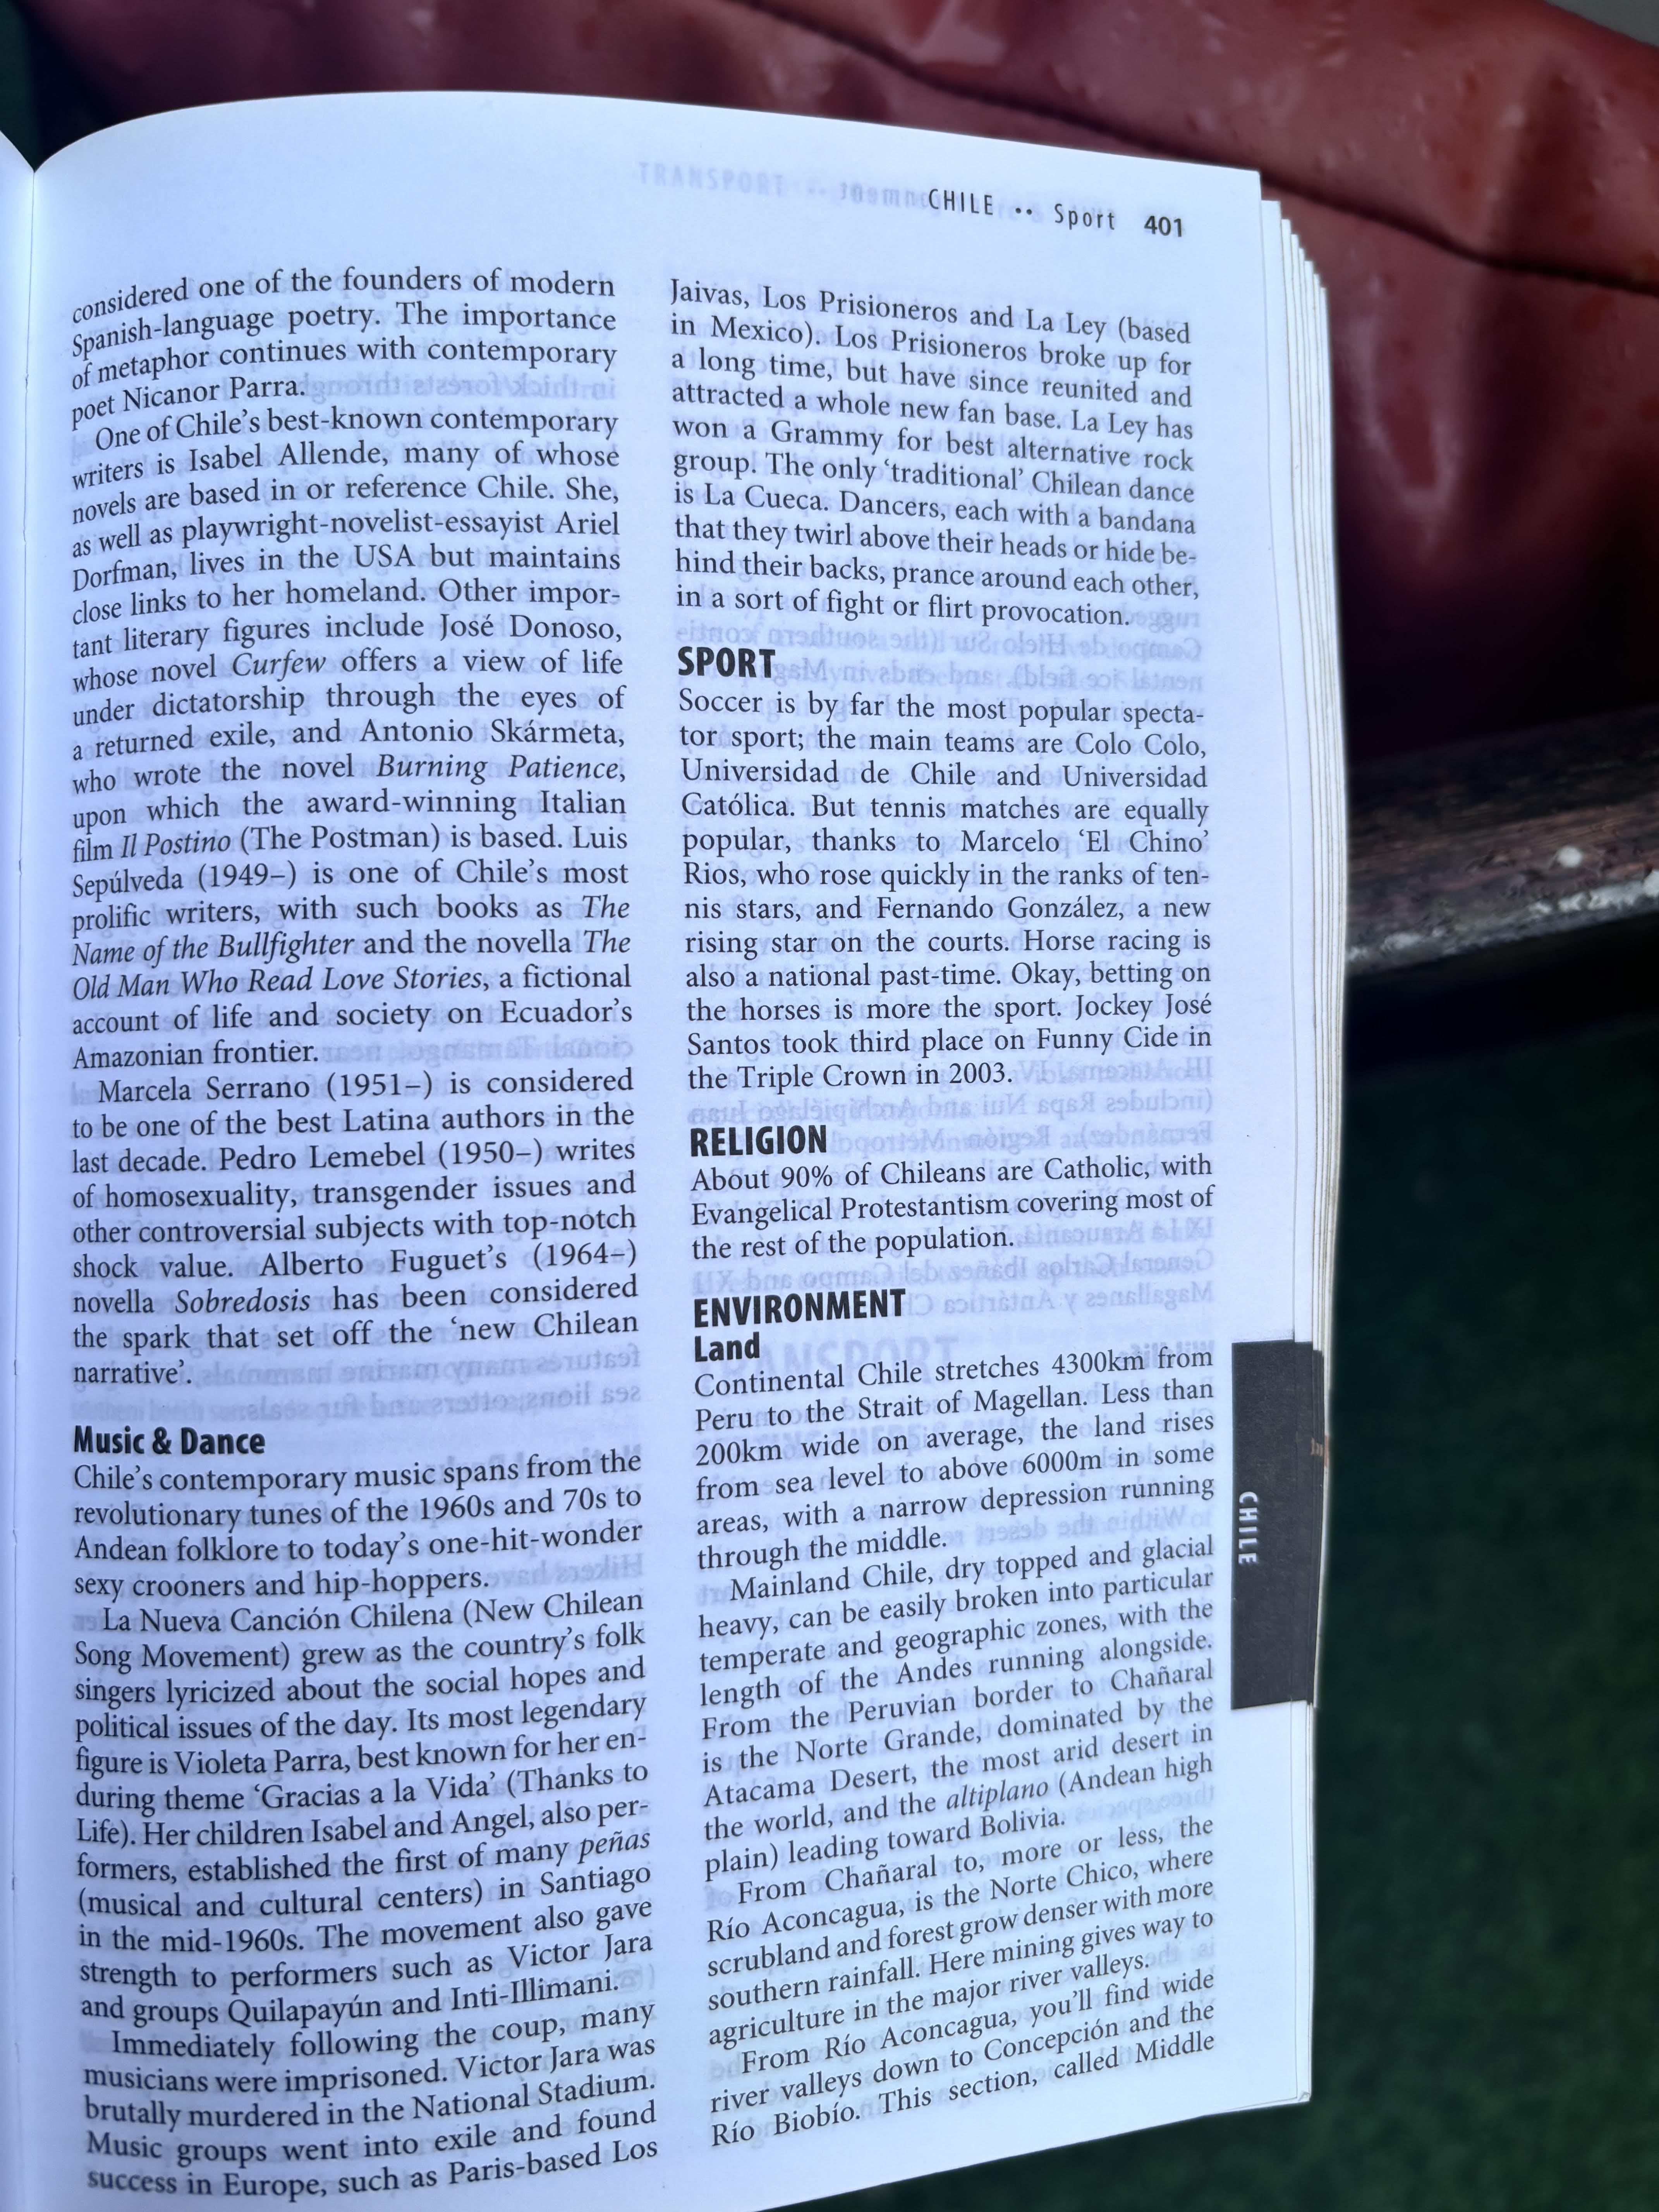 CHILE •• Sport 401
considered one of the founders of modern
Spanish-language poetry. The importance
of metaphor continues with contemporary
poet Nicanor Parra.
One of Chile's best-known contemporary
writers is Isabel Allende, many of whose
novels are based in or reference Chile. She,
as well as playwright-novelist-essayist Ariel
Dorfman, lives in the USA but maintains
close links to her homeland. Other impor-
tant literary figures include José Donoso,
whose novel Curfew offers a view of life
under dictatorship through the eyes of
a returned exile, and Antonio Skármeta,
who wrote the novel Burning Patience,
upon which the award-winning Italian
film Il Postino (The Postman) is based. Luis
Sepúlveda (1949–) is one of Chile's most
prolific writers, with such books as The
Name of the Bullfighter and the novella The
Old Man Who Read Love Stories, a fictional
account of life and society on Ecuador's
Amazonian frontier.
Marcela Serrano (1951–) is considered
to be one of the best Latina authors in the
last decade. Pedro Lemebel (1950–) writes
of homosexuality, transgender issues and
other controversial subjects with top-notch
shock value. Alberto Fuguet's (1964–)
novella Sobredosis has been considered
the spark that set off the 'new Chilean
narrative'.
Music & Dance
Chile's contemporary music spans from the
revolutionary tunes of the 1960s and 70s to
Andean folklore to today's one-hit-wonder
sexy crooners and hip-hoppers.
La Nueva Canción Chilena (New Chilean
Song Movement) grew as the country's folk
singers lyricized about the social hopes and
political issues of the day. Its most legendary
figure is Violeta Parra, best known for her en-
during theme 'Gracias a la Vida' (Thanks to
Life). Her children Isabel and Angel, also per-
formers, established the first of many peñas
(musical and cultural centers) in Santiago
in the mid-1960s. The movement also gave
strength to performers such as Victor Jara
and groups Quilapayún and Inti-Illimani.
Immediately following the coup, many
musicians were imprisoned. Victor Jara was
brutally murdered in the National Stadium.
Music groups went into exile and found
success in Europe, such as Paris-based Los
Jaivas, Los Prisioneros and La Ley (based
in Mexico). Los Prisioneros broke up for
a long time, but have since reunited and
attracted a whole new fan base. La Ley has
won a Grammy for best alternative rock
group. The only 'traditional' Chilean dance
is La Cueca. Dancers, each with a bandana
that they twirl above their heads or hide be-
hind their backs, prance around each other,
in a sort of fight or flirt provocation.
SPORT
Soccer is by far the most popular specta-
tor sport; the main teams are Colo Colo,
Universidad de Chile and Universidad
Católica. But tennis matches are equally
popular, thanks to Marcelo 'El Chino'
Rios, who rose quickly in the ranks of ten-
nis stars, and Fernando González, a new
rising star on the courts. Horse racing is
also a national past-time. Okay, betting on
the horses is more the sport. Jockey José
Santos took third place on Funny Cide in
the Triple Crown in 2003.
RELIGION
About 90% of Chileans are Catholic, with
Evangelical Protestantism covering most of
the rest of the population.
ENVIRONMENT
Land
Continental Chile stretches 4300km from
Peru to the Strait of Magellan. Less than
200km wide on average, the land rises
from sea level to above 6000m in some
areas, with a narrow depression running
through the middle.
Mainland Chile, dry topped and glacial
heavy, can be easily broken into particular
temperate and geographic zones, with the
length of the Andes running alongside.
From the Peruvian border to Chañaral
is the Norte Grande, dominated by the
Atacama Desert, the most arid desert in
the world, and the altiplano (Andean high
plain) leading toward Bolivia.
From Chañaral to, more or less, the
Río Aconcagua, is the Norte Chico, where
scrubland and forest grow denser with more
southern rainfall. Here mining gives way to
agriculture in the major river valleys.
From Río Aconcagua, you'll find wide
river valleys down to Concepción and the
Río Biobío. This section, called Middle
CHILE